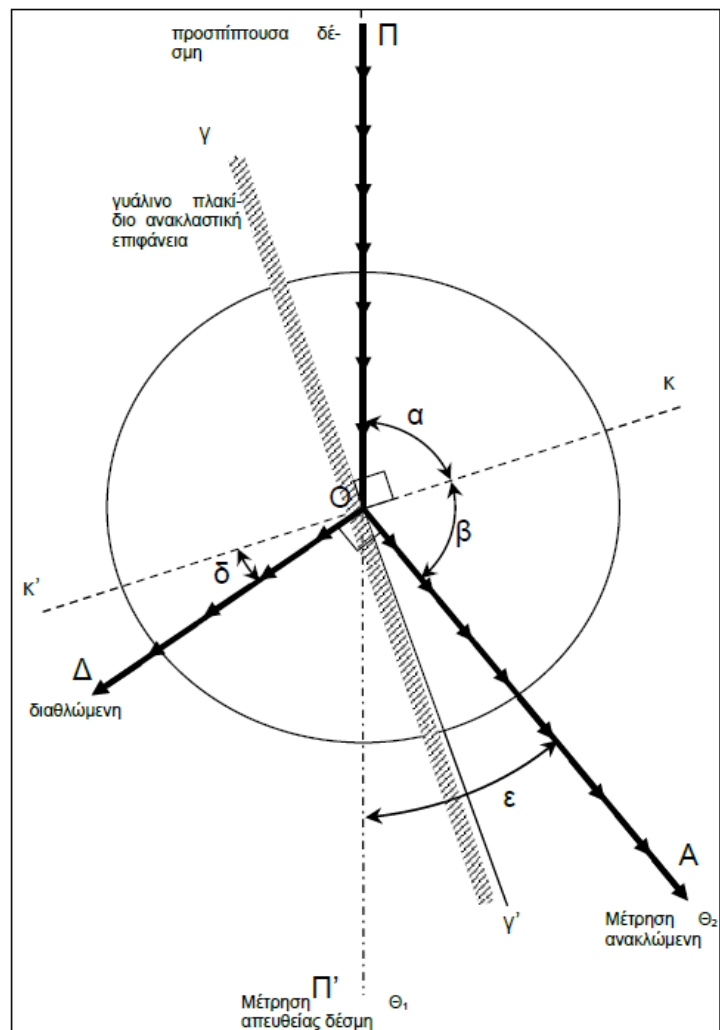 προσπίπτουσα δέ-
σμη
Π
γ
γυάλινο πλακί-
διο ανακλαστική
επιφάνεια
κ
α
Ο
β
δ
κ’
Δ
διαθλώμενη
ε
Α
γ’
Μέτρηση Θ₂
ανακλώμενη
Π’
Μέτρηση Θ₁
απευθείας δέσμη